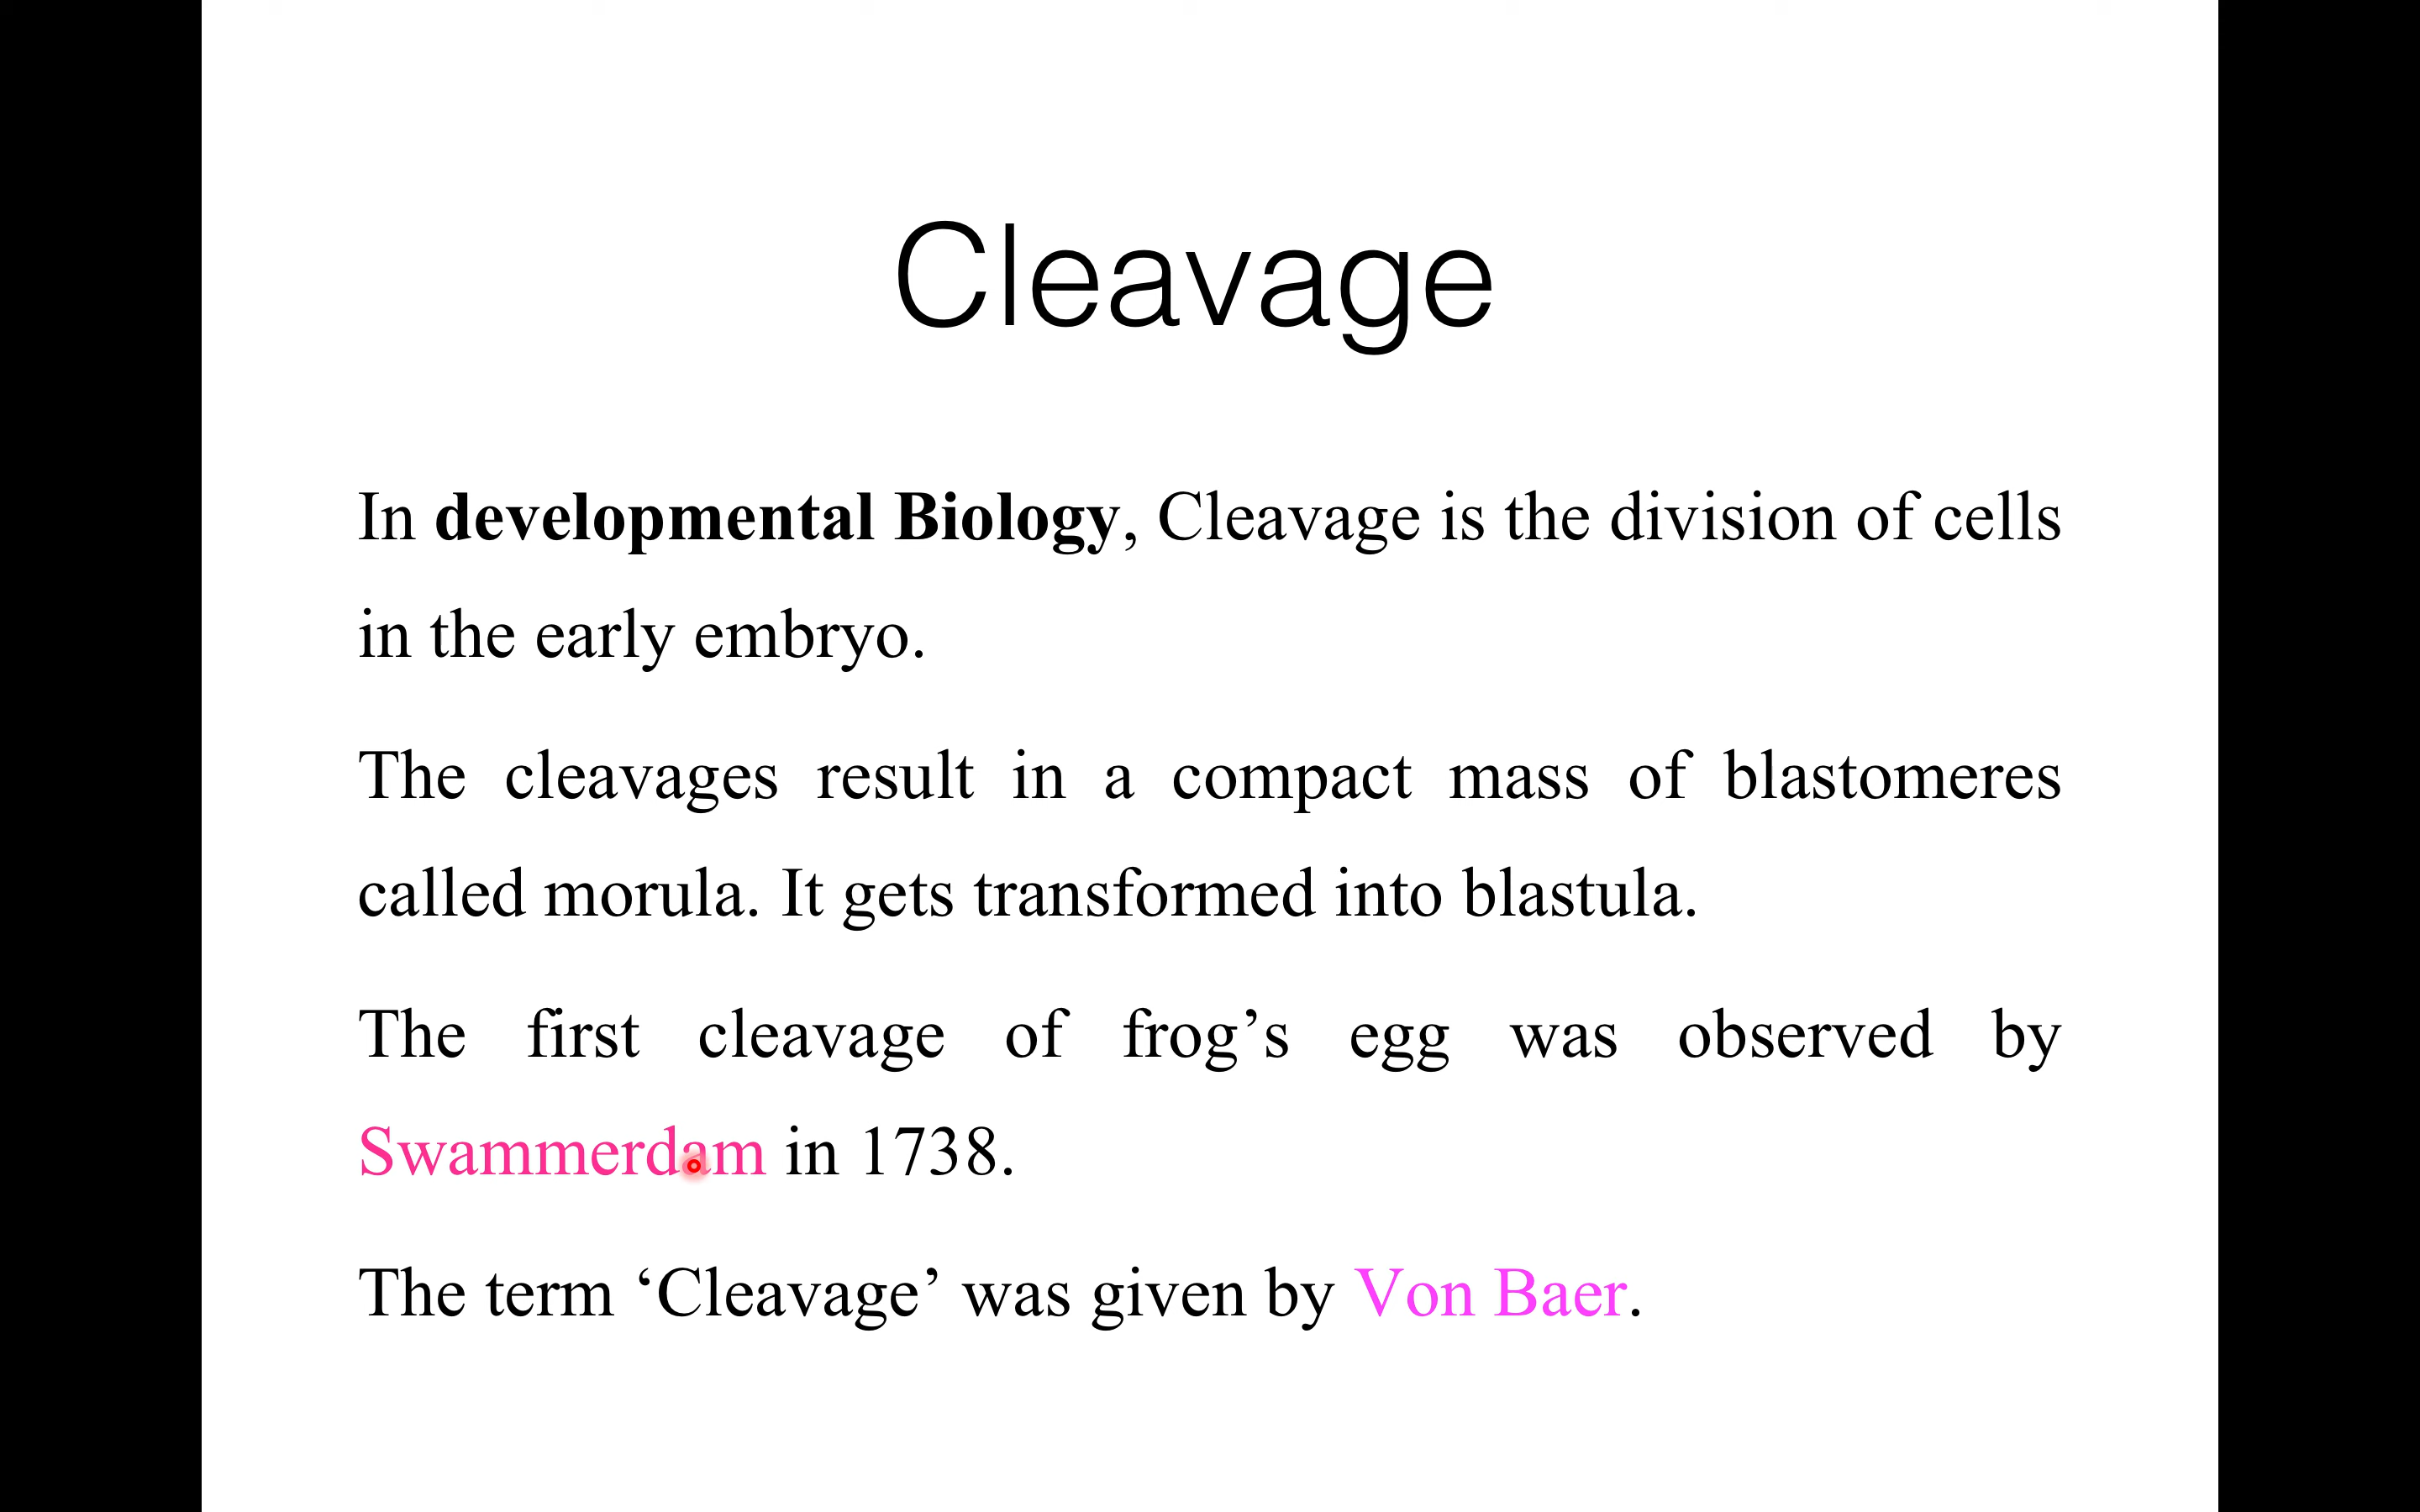 Cleavage
In developmental Biology, Cleavage is the division of cells
in the early embryo.
The cleavages result in a compact mass of blastomeres
called morula. It gets transformed into blastula.
The first cleavage of frog’s egg was observed by
Swammerdam in 1738.
The term ‘Cleavage’ was given by Von Baer.